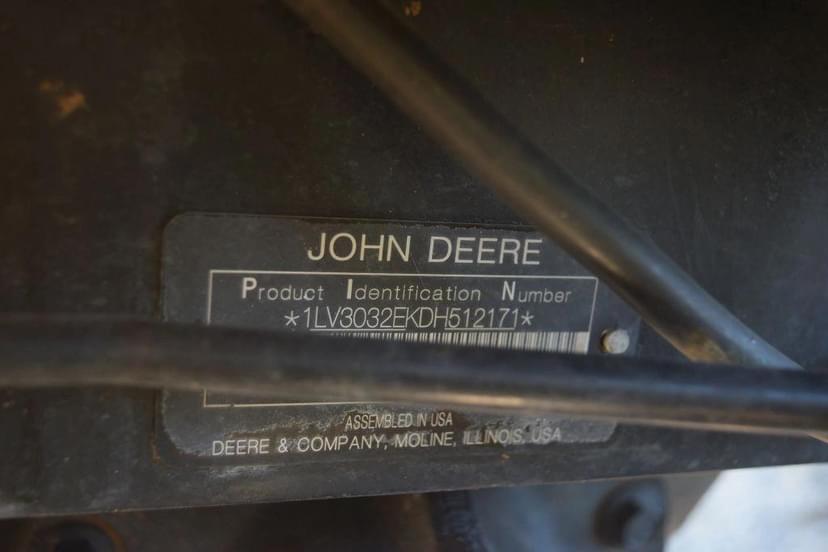 JOHN DEERE
Product Identification Number
*1LV3032EKDH512171*
ASSEMBLED IN USA
DEERE & COMPANY, MOLINE, ILLINOIS, USA